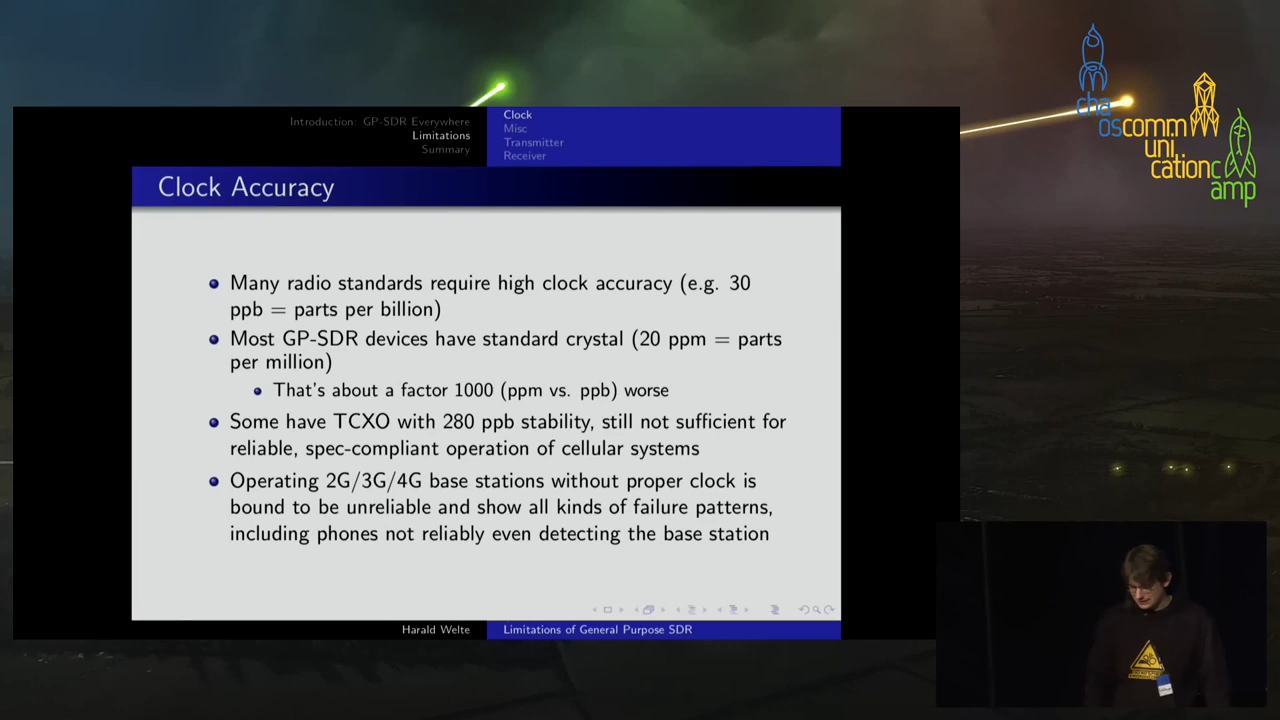 Introduction: GP-SDR Everywhere
Limitations
Summary
Clock
Misc
Transmitter
Receiver
Clock Accuracy
Many radio standards require high clock accuracy (e.g. 30
ppb = parts per billion)
Most GP-SDR devices have standard crystal (20 ppm = parts
per million)
That's about a factor 1000 (ppm vs. ppb) worse
Some have TCXO with 280 ppb stability, still not sufficient for
reliable, spec-compliant operation of cellular systems
Operating 2G/3G/4G base stations without proper clock is
bound to be unreliable and show all kinds of failure patterns,
including phones not reliably even detecting the base station
Harald Welte
Limitations of General Purpose SDR
cha
oscomm
uni
cationc
amp